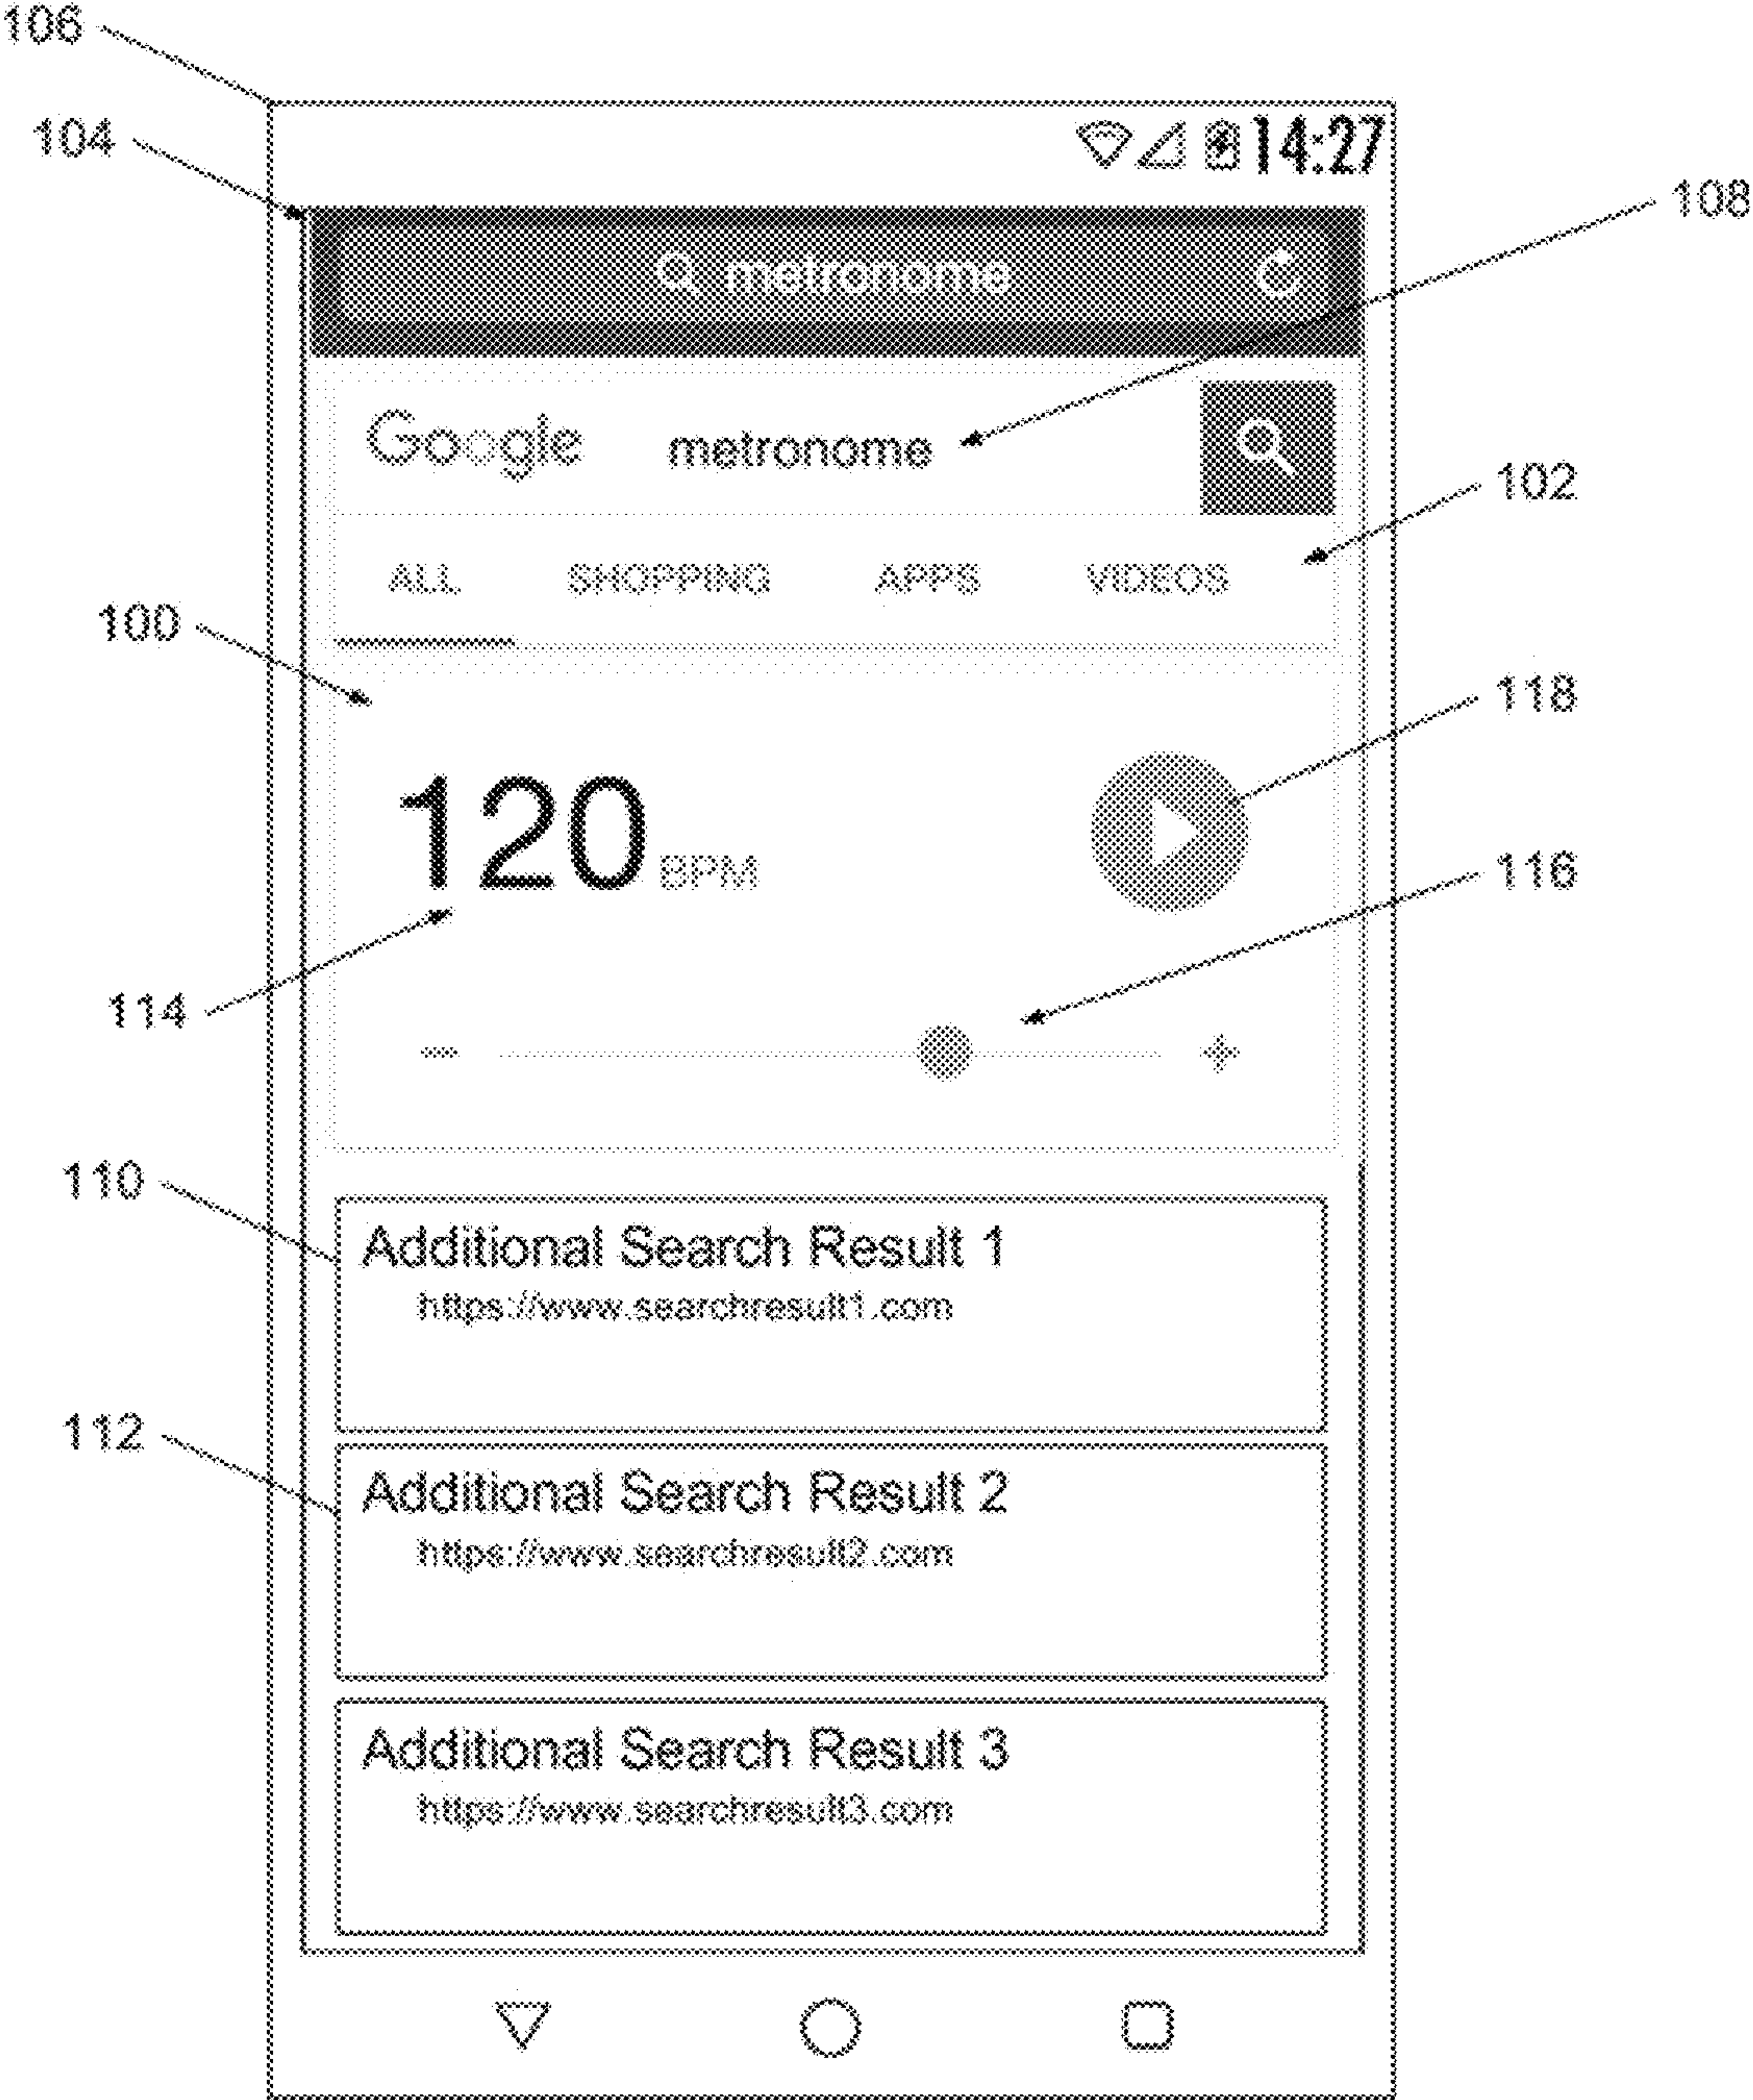 106
104
14:27
108
metronome
Google metronome
102
ALL SHOPPING APPS VIDEOS
100
118
120 BPM
116
114
110
Additional Search Result 1
https://www.searchresult1.com
112
Additional Search Result 2
https://www.searchresult2.com
Additional Search Result 3
https://www.searchresult3.com